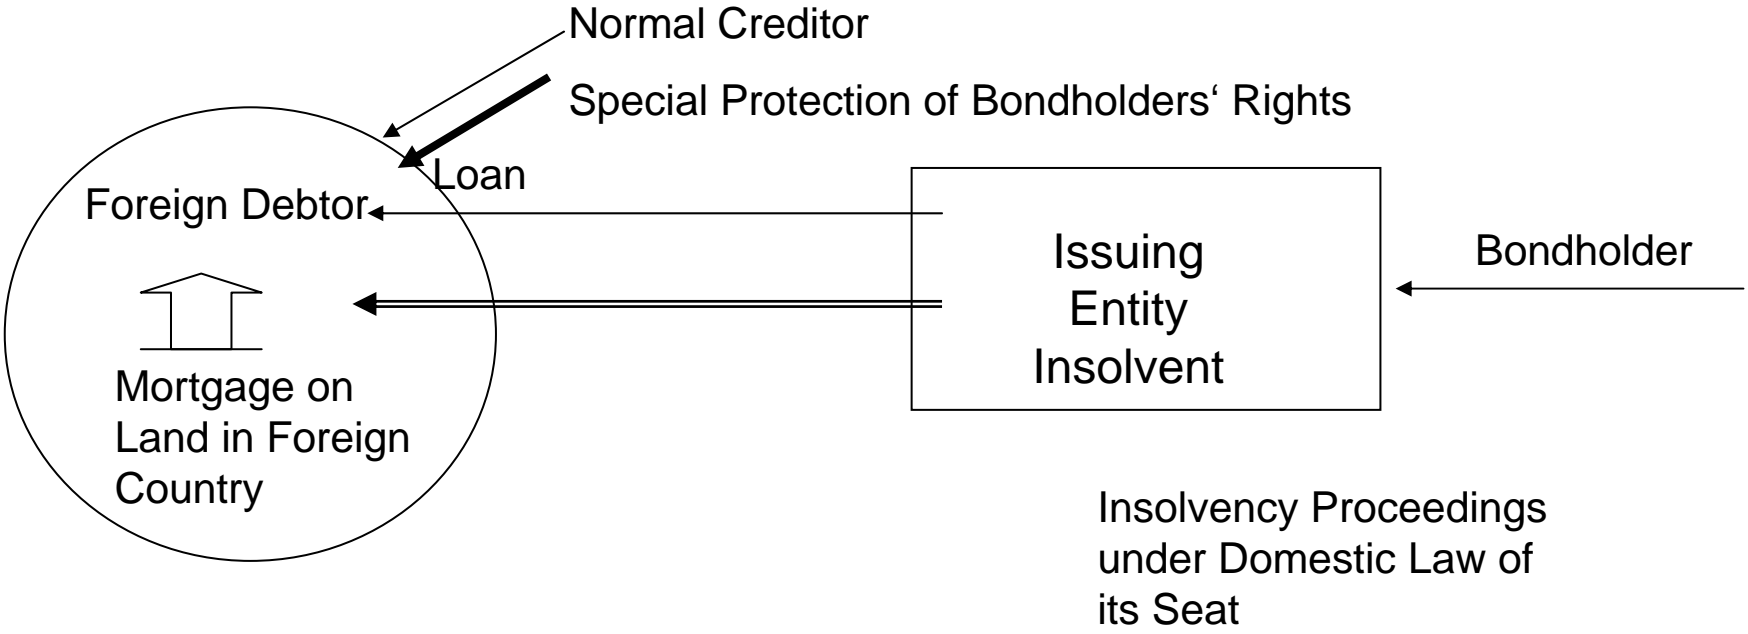 Normal Creditor
Special Protection of Bondholders‘ Rights
Loan
Foreign Debtor
Issuing
Entity
Insolvent
Bondholder
Mortgage on
Land in Foreign
Country
Insolvency Proceedings
under Domestic Law of
its Seat